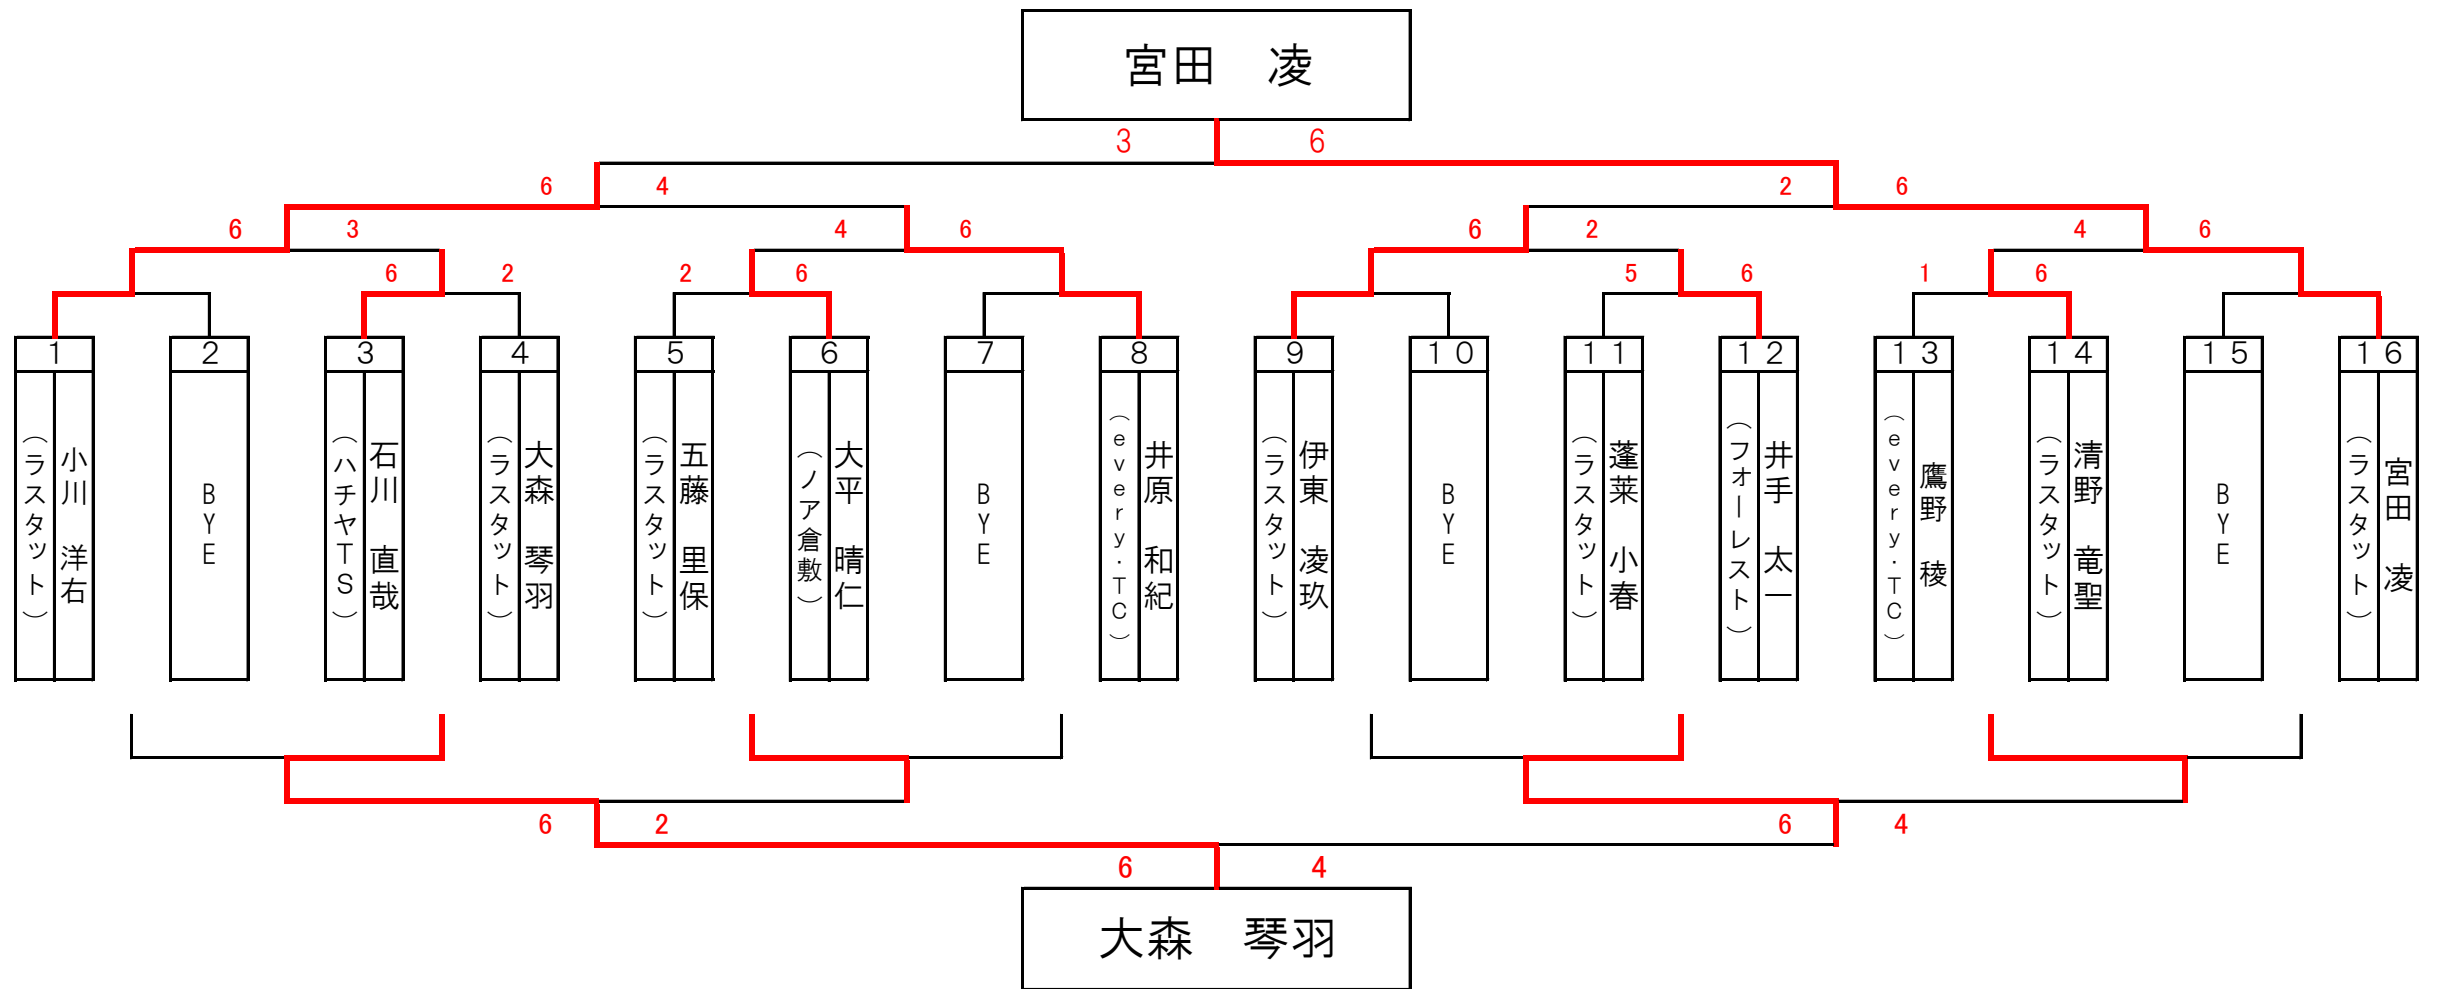 宮田　凌
3 6
6 4 2 6
6 3 4 6 6 2 4 6
6 2 2 6 5 6 1 6
1 2 3 4 5 6 7 8 9 10 11 12 13 14 15 16
小川　洋右
（ラスタット）
BYE
石川　直哉
（ハチヤTS）
大森　琴羽
（ラスタット）
五藤　里保
（ラスタット）
大平　晴仁
（ノア倉敷）
BYE
井原　和紀
（every・TC）
伊東　凌玖
（ラスタット）
BYE
蓬莱　小春
（ラスタット）
井手　太一
（フオーレスト）
鷹野　稜
（every・TC）
清野　竜聖
（ラスタット）
BYE
宮田　凌
（ラスタット）
6 2 6 4
6 4
大森　琴羽